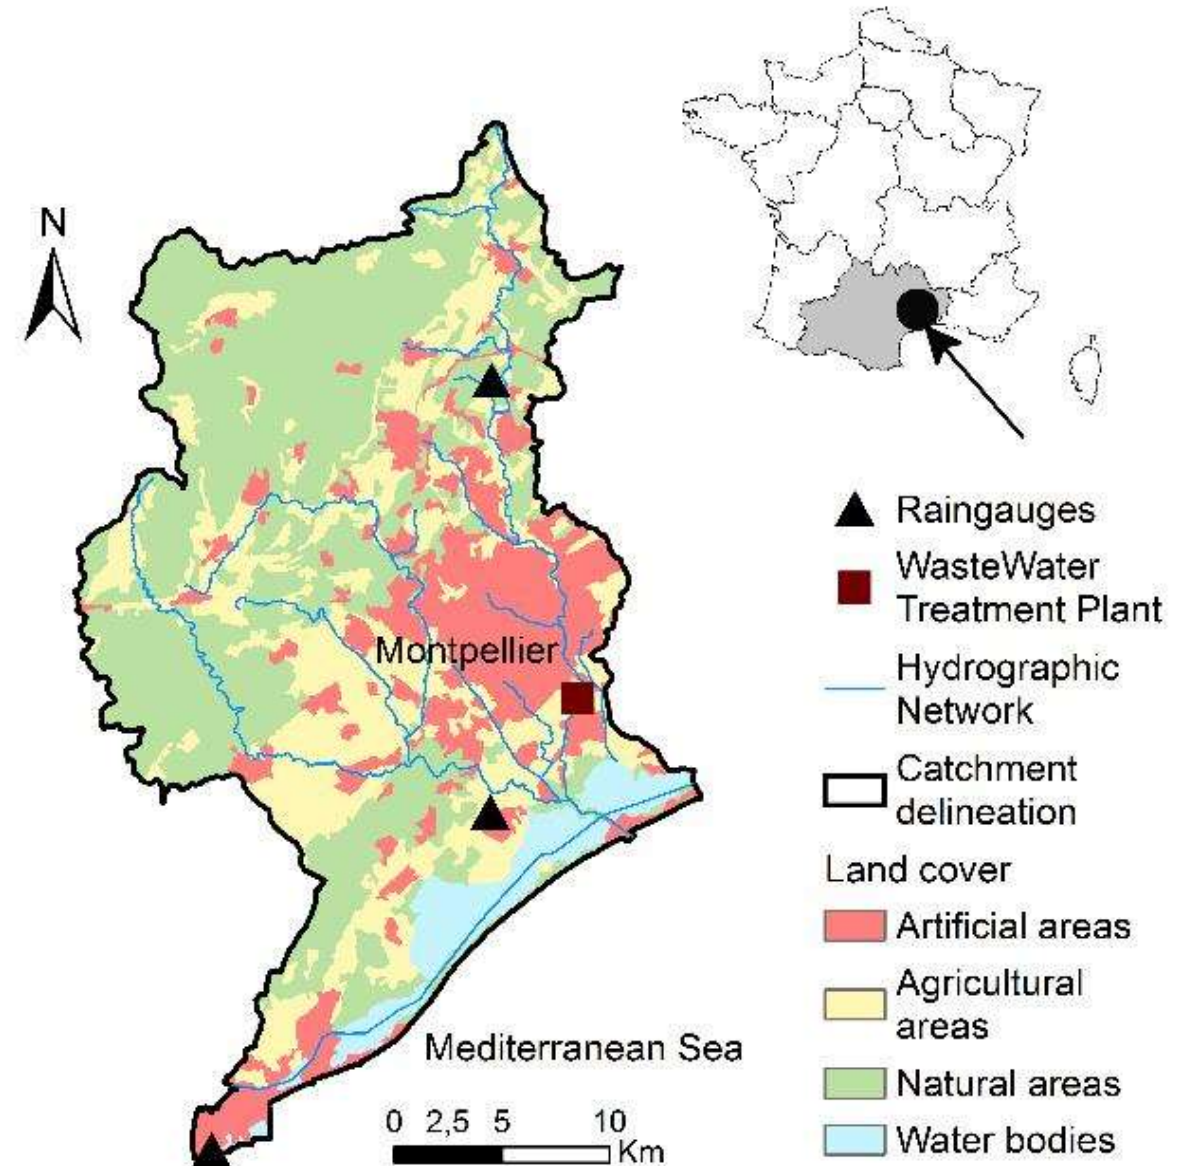 N
Montpellier
Mediterranean Sea
0 2,5 5 10
Km
Raingauges
WasteWater
Treatment Plant
Hydrographic
Network
Catchment
delineation
Land cover
Artificial areas
Agricultural
areas
Natural areas
Water bodies